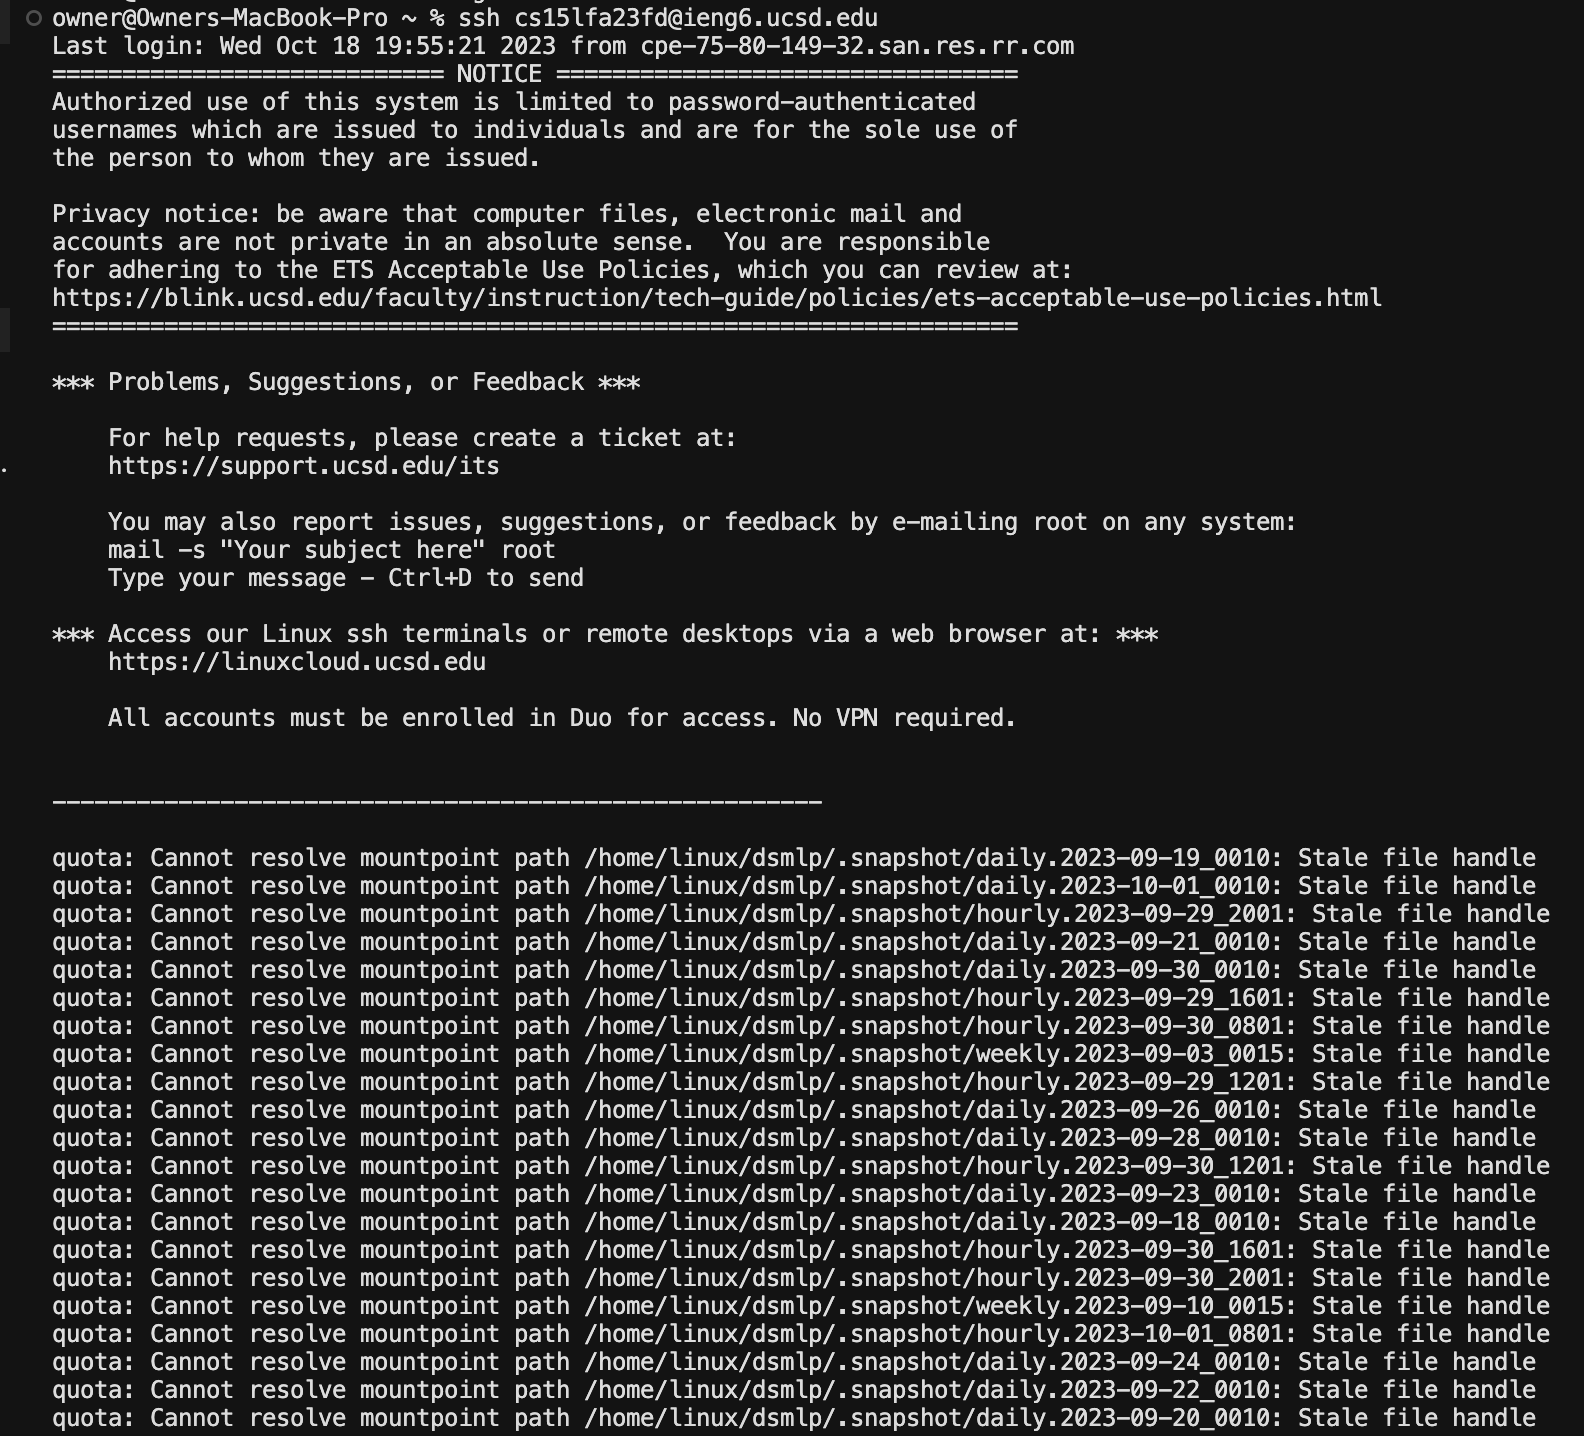 owner@Owners-MacBook-Pro ~ % ssh cs15lfa23fd@ieng6.ucsd.edu
Last login: Wed Oct 18 19:55:21 2023 from cpe-75-80-149-32.san.res.rr.com
============================ NOTICE =================================
Authorized use of this system is limited to password-authenticated
usernames which are issued to individuals and are for the sole use of
the person to whom they are issued.

Privacy notice: be aware that computer files, electronic mail and
accounts are not private in an absolute sense.  You are responsible
for adhering to the ETS Acceptable Use Policies, which you can review at:
https://blink.ucsd.edu/faculty/instruction/tech-guide/policies/ets-acceptable-use-policies.html
=====================================================================

*** Problems, Suggestions, or Feedback ***

    For help requests, please create a ticket at:
    https://support.ucsd.edu/its

    You may also report issues, suggestions, or feedback by e-mailing root on any system:
    mail -s "Your subject here" root
    Type your message - Ctrl+D to send

*** Access our Linux ssh terminals or remote desktops via a web browser at: ***
    https://linuxcloud.ucsd.edu

    All accounts must be enrolled in Duo for access. No VPN required.


-------------------------------------------------------

quota: Cannot resolve mountpoint path /home/linux/dsmlp/.snapshot/daily.2023-09-19_0010: Stale file handle
quota: Cannot resolve mountpoint path /home/linux/dsmlp/.snapshot/daily.2023-10-01_0010: Stale file handle
quota: Cannot resolve mountpoint path /home/linux/dsmlp/.snapshot/hourly.2023-09-29_2001: Stale file handle
quota: Cannot resolve mountpoint path /home/linux/dsmlp/.snapshot/daily.2023-09-21_0010: Stale file handle
quota: Cannot resolve mountpoint path /home/linux/dsmlp/.snapshot/daily.2023-09-30_0010: Stale file handle
quota: Cannot resolve mountpoint path /home/linux/dsmlp/.snapshot/hourly.2023-09-29_1601: Stale file handle
quota: Cannot resolve mountpoint path /home/linux/dsmlp/.snapshot/hourly.2023-09-30_0801: Stale file handle
quota: Cannot resolve mountpoint path /home/linux/dsmlp/.snapshot/weekly.2023-09-03_0015: Stale file handle
quota: Cannot resolve mountpoint path /home/linux/dsmlp/.snapshot/hourly.2023-09-29_1201: Stale file handle
quota: Cannot resolve mountpoint path /home/linux/dsmlp/.snapshot/daily.2023-09-26_0010: Stale file handle
quota: Cannot resolve mountpoint path /home/linux/dsmlp/.snapshot/daily.2023-09-28_0010: Stale file handle
quota: Cannot resolve mountpoint path /home/linux/dsmlp/.snapshot/hourly.2023-09-30_1201: Stale file handle
quota: Cannot resolve mountpoint path /home/linux/dsmlp/.snapshot/daily.2023-09-23_0010: Stale file handle
quota: Cannot resolve mountpoint path /home/linux/dsmlp/.snapshot/daily.2023-09-18_0010: Stale file handle
quota: Cannot resolve mountpoint path /home/linux/dsmlp/.snapshot/hourly.2023-09-30_1601: Stale file handle
quota: Cannot resolve mountpoint path /home/linux/dsmlp/.snapshot/hourly.2023-09-30_2001: Stale file handle
quota: Cannot resolve mountpoint path /home/linux/dsmlp/.snapshot/weekly.2023-09-10_0015: Stale file handle
quota: Cannot resolve mountpoint path /home/linux/dsmlp/.snapshot/hourly.2023-10-01_0801: Stale file handle
quota: Cannot resolve mountpoint path /home/linux/dsmlp/.snapshot/daily.2023-09-24_0010: Stale file handle
quota: Cannot resolve mountpoint path /home/linux/dsmlp/.snapshot/daily.2023-09-22_0010: Stale file handle
quota: Cannot resolve mountpoint path /home/linux/dsmlp/.snapshot/daily.2023-09-20_0010: Stale file handle